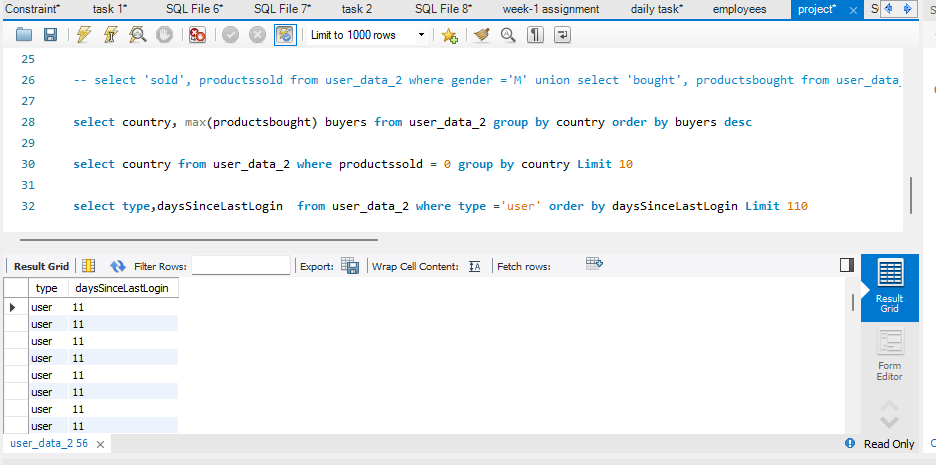 Constraint* task 1* SQL File 6* SQL File 7* task 2 SQL File 8* week-1 assignment daily task* employees project* × S
Limit to 1000 rows
25
26 -- select 'sold', productssold from user_data_2 where gender ='M' union select 'bought', productsbought from user_data_
27
28 select country, max(productsbought) buyers from user_data_2 group by country order by buyers desc
29
30 select country from user_data_2 where productssold = 0 group by country Limit 10
31
32 select type,daysSinceLastLogin from user_data_2 where type ='user' order by daysSinceLastLogin Limit 110
Result Grid Filter Rows: Export: Wrap Cell Content: IA Fetch rows:
type daysSinceLastLogin
user 11
user 11
user 11
user 11
user 11
user 11
user 11
user 11
Result
Grid
Form
Editor
user_data_2 56 × Read Only